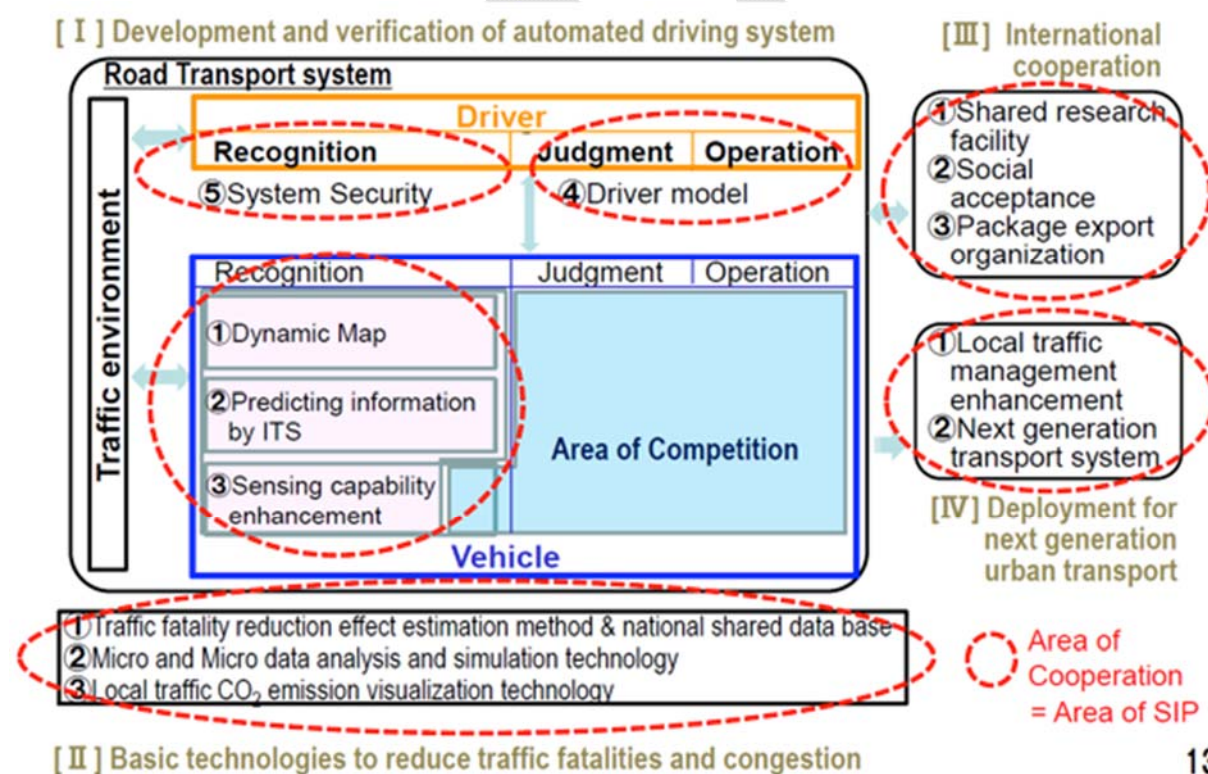 [Ⅰ] Development and verification of automated driving system
Road Transport system
Traffic environment
Driver
Recognition Judgment Operation
⑤System Security ④Driver model
Recognition Judgment Operation
①Dynamic Map
②Predicting information
by ITS
③Sensing capability
enhancement
Area of Competition
Vehicle
[Ⅲ] International
cooperation
①Shared research
facility
②Social
acceptance
③Package export
organization
①Local traffic
management
enhancement
②Next generation
transport system
[Ⅳ] Deployment for
next generation
urban transport
①Traffic fatality reduction effect estimation method & national shared data base
②Micro and Micro data analysis and simulation technology
③Local traffic CO₂ emission visualization technology
Area of
Cooperation
= Area of SIP
[Ⅱ] Basic technologies to reduce traffic fatalities and congestion
13